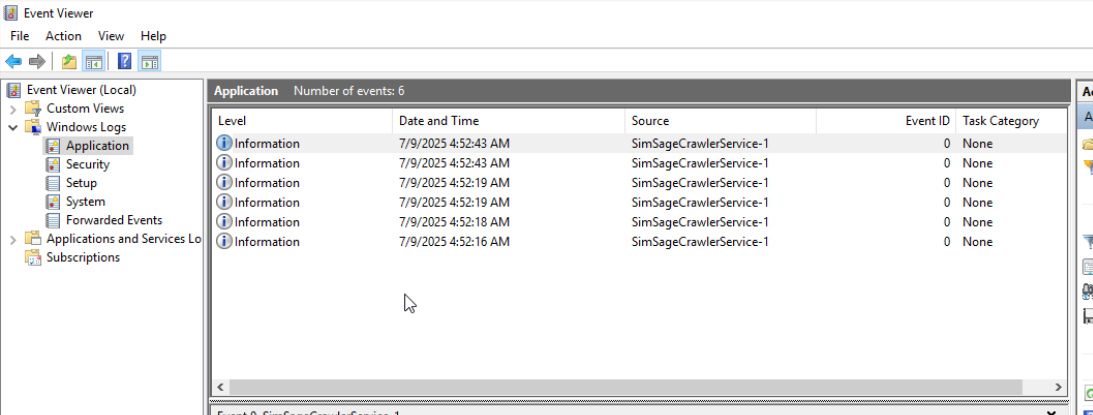 Event Viewer
File Action View Help
Event Viewer (Local)
Custom Views
Windows Logs
Application
Security
Setup
System
Forwarded Events
Applications and Services Lo
Subscriptions
Application Number of events: 6
Level Date and Time Source Event ID Task Category
Information 7/9/2025 4:52:43 AM SimSageCrawlerService-1 0 None
Information 7/9/2025 4:52:43 AM SimSageCrawlerService-1 0 None
Information 7/9/2025 4:52:19 AM SimSageCrawlerService-1 0 None
Information 7/9/2025 4:52:19 AM SimSageCrawlerService-1 0 None
Information 7/9/2025 4:52:18 AM SimSageCrawlerService-1 0 None
Information 7/9/2025 4:52:16 AM SimSageCrawlerService-1 0 None
Event 0, SimSageCrawlerService-1
Ac
A